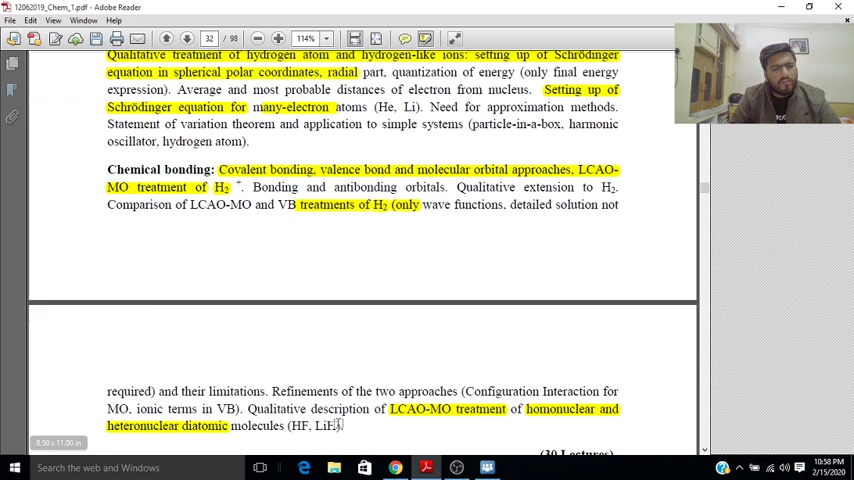 12062019_Chem_1.pdf - Adobe Reader
File Edit View Window Help
32 / 98 114%
Qualitative treatment of hydrogen atom and hydrogen-like ions: setting up of Schrödinger
equation in spherical polar coordinates, radial part, quantization of energy (only final energy
expression). Average and most probable distances of electron from nucleus. Setting up of
Schrödinger equation for many-electron atoms (He, Li). Need for approximation methods.
Statement of variation theorem and application to simple systems (particle-in-a-box, harmonic
oscillator, hydrogen atom).
Chemical bonding: Covalent bonding, valence bond and molecular orbital approaches, LCAO-
MO treatment of H2 +. Bonding and antibonding orbitals. Qualitative extension to H2.
Comparison of LCAO-MO and VB treatments of H2 (only wave functions, detailed solution not
required) and their limitations. Refinements of the two approaches (Configuration Interaction for
MO, ionic terms in VB). Qualitative description of LCAO-MO treatment of homonuclear and
heteronuclear diatomic molecules (HF, LiH).
8.50 x 11.00 in
(30 Lectures)
Search Windows and Desktop
10:58 PM
2/15/2020